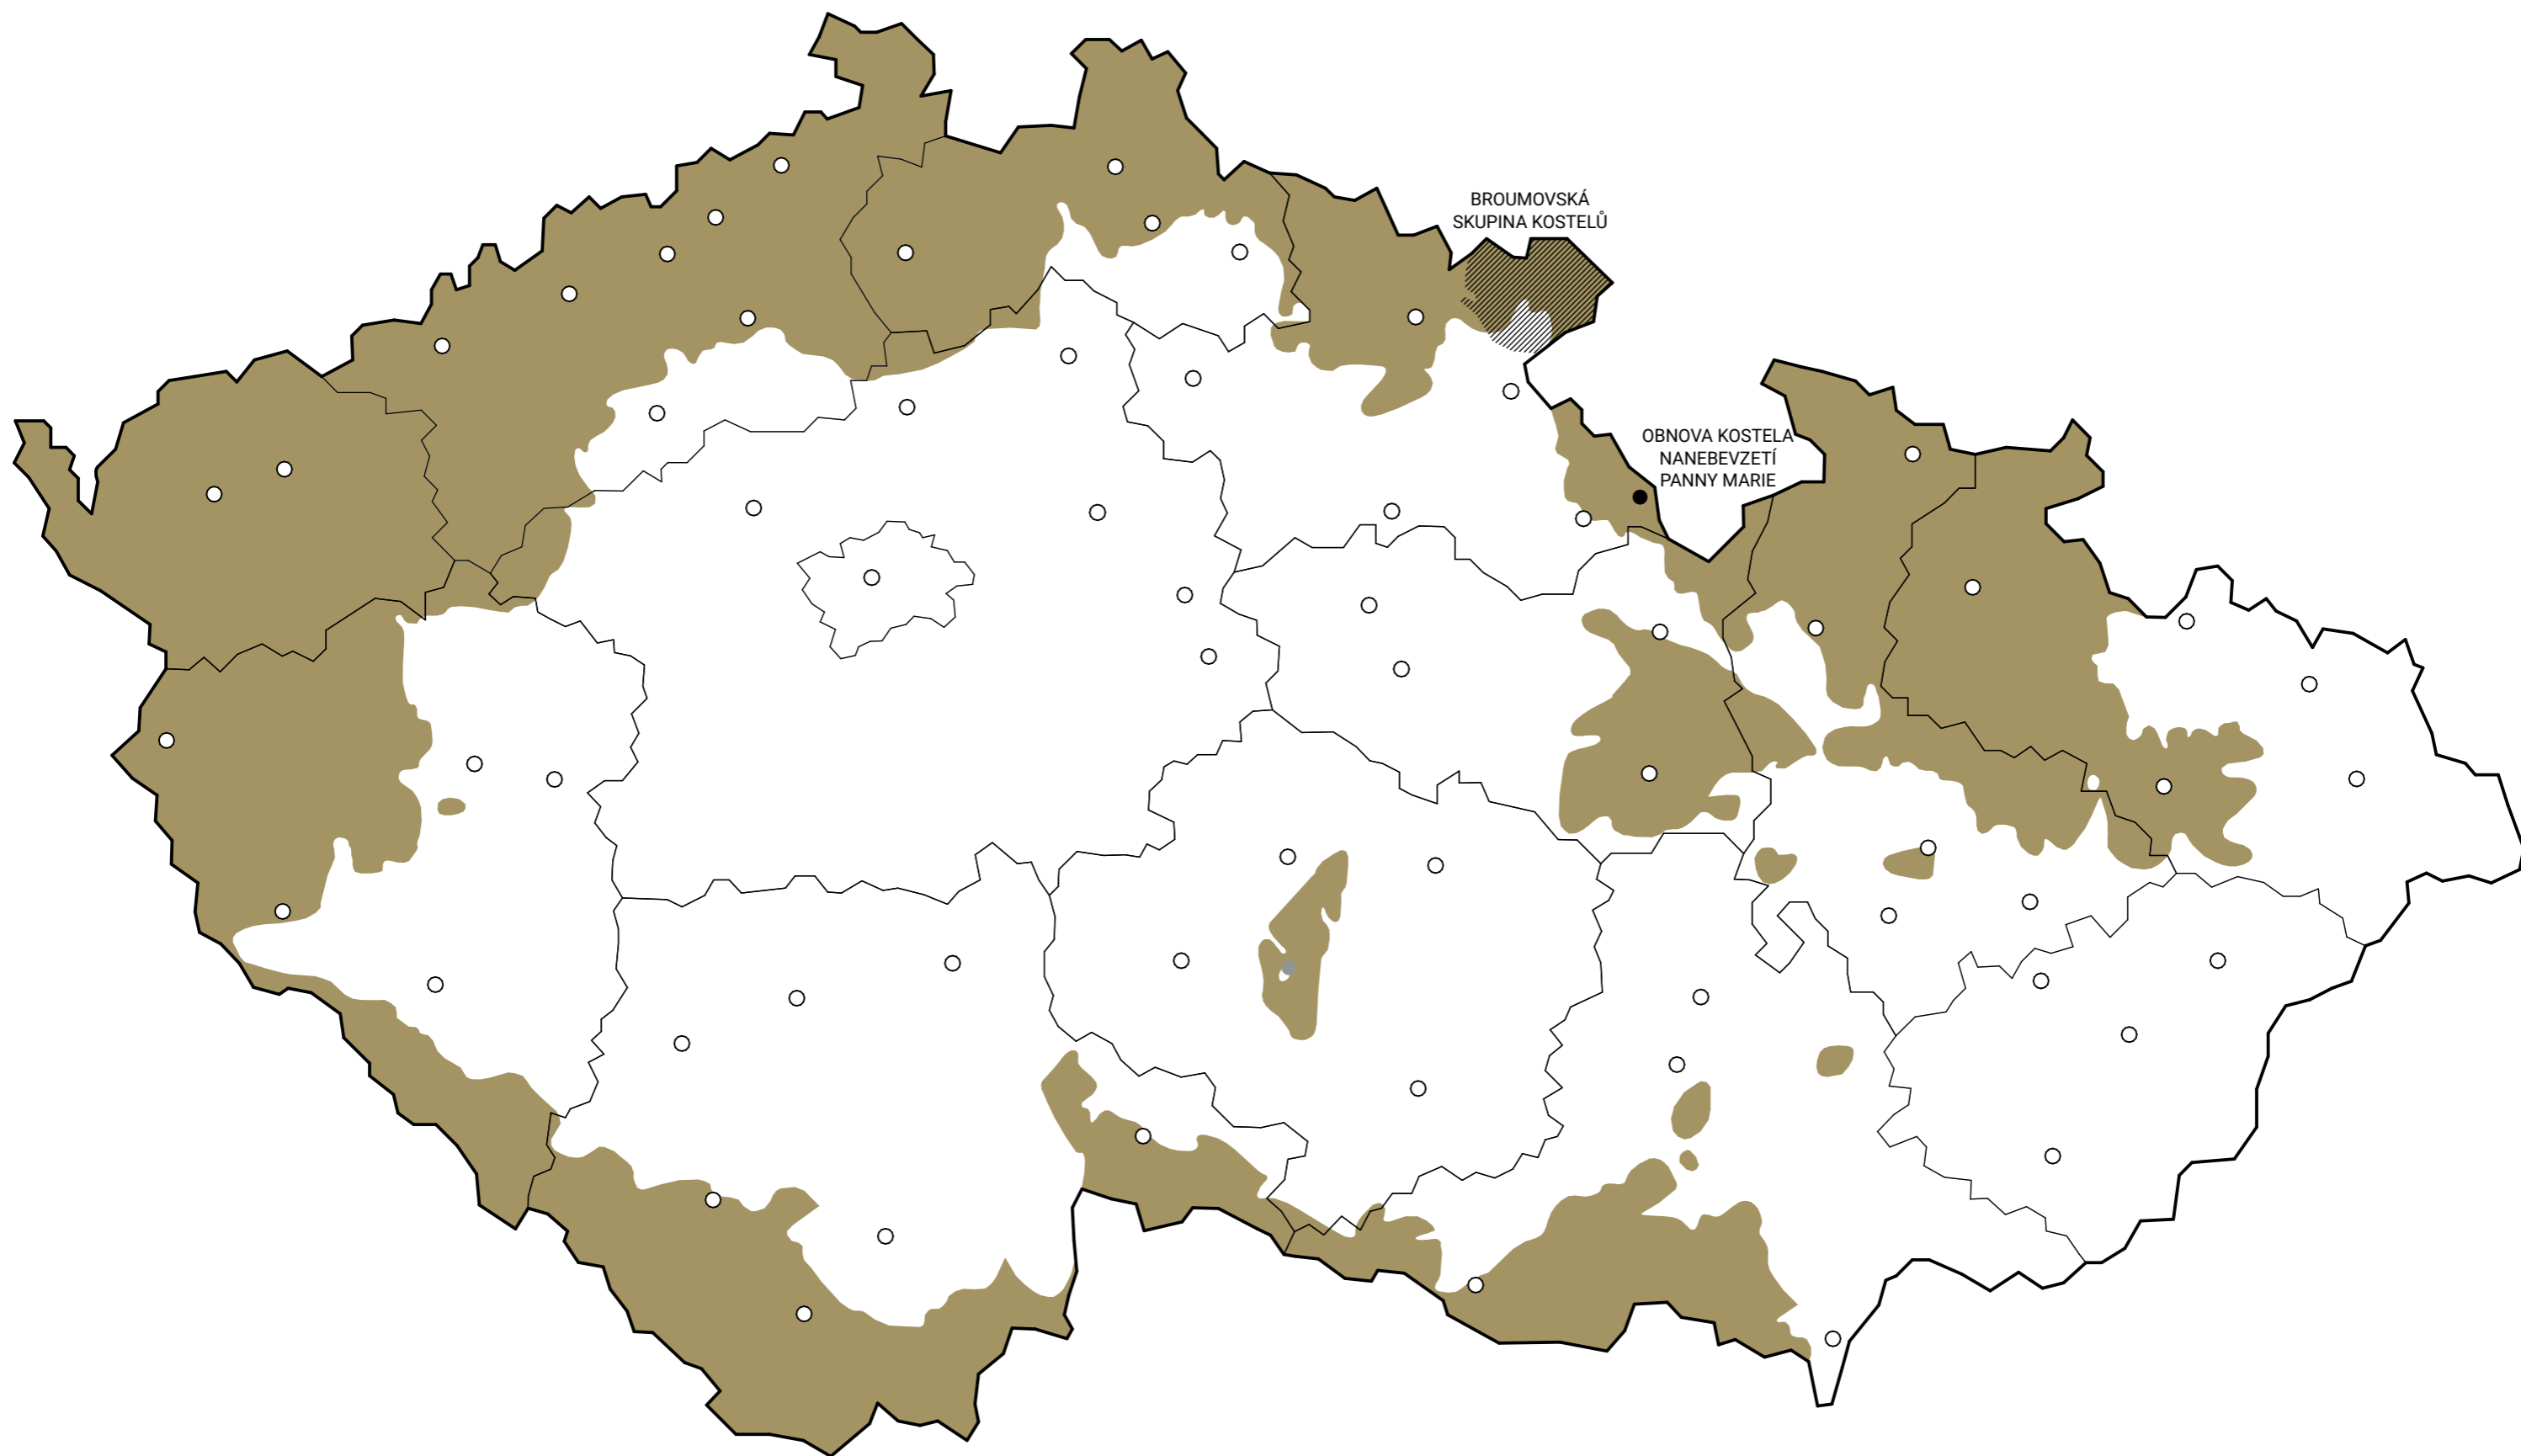 BROUMOVSKÁ
SKUPINA KOSTELŮ
OBNOVA KOSTELA
NANEBEVZETÍ
PANNY MARIE